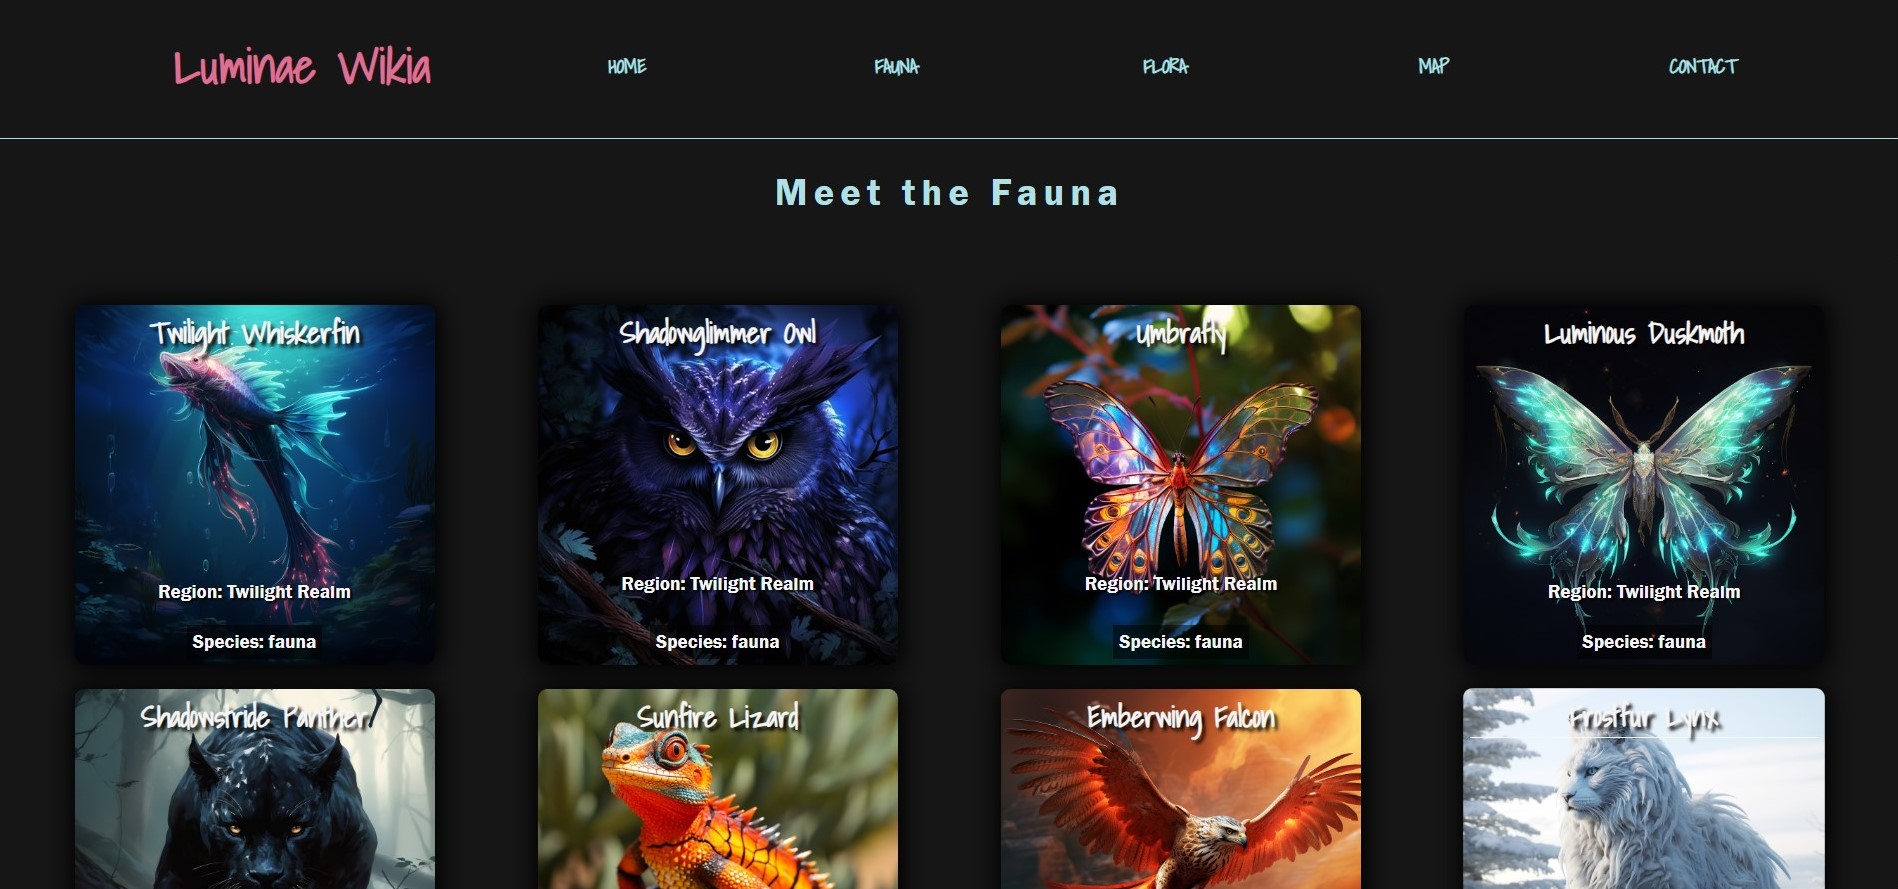 Luminae Wikia
HOME
FAUNA
FLORA
MAP
CONTACT
Meet the Fauna
Twilight Whiskerfin
Region: Twilight Realm
Species: fauna
Shadowglimmer Owl
Region: Twilight Realm
Species: fauna
Umbrafly
Region: Twilight Realm
Species: fauna
Luminous Duskmoth
Region: Twilight Realm
Species: fauna
Shadowstride Panther
Sunfire Lizard
Emberwing Falcon
Frostfur Lynx